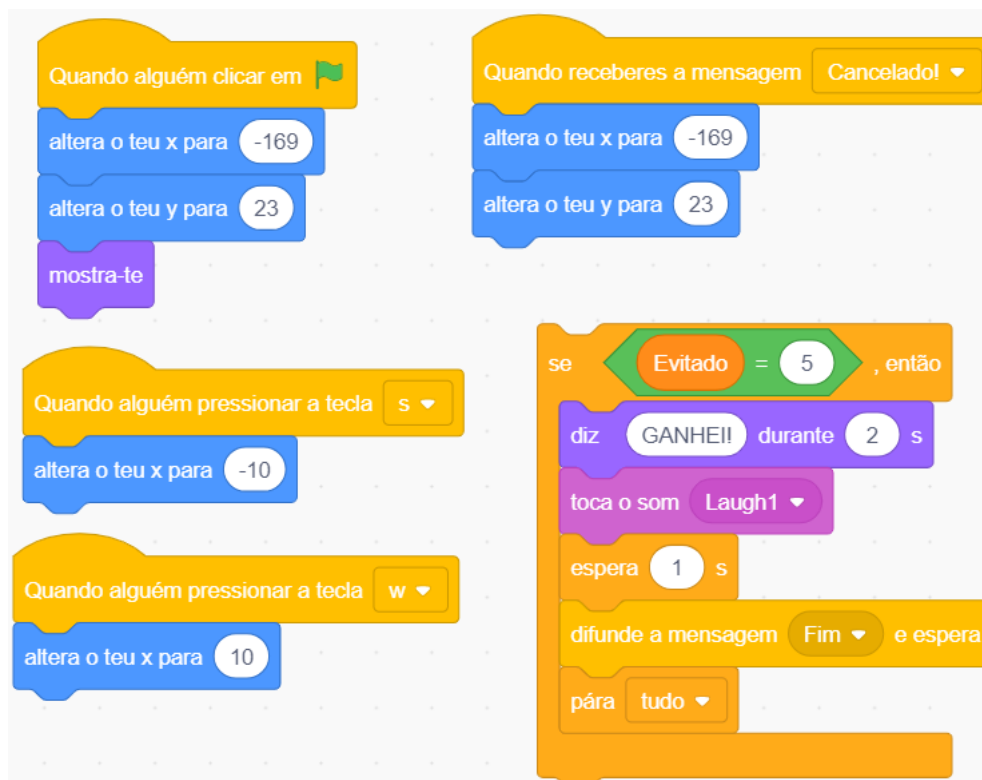 Quando alguém clicar em
altera o teu x para -169
altera o teu y para 23
mostra-te
Quando receberes a mensagem Cancelado!
altera o teu x para -169
altera o teu y para 23
Quando alguém pressionar a tecla s
altera o teu x para -10
Quando alguém pressionar a tecla w
altera o teu x para 10
se Evitado = 5 , então
diz GANHEI! durante 2 s
toca o som Laugh1
espera 1 s
difunde a mensagem Fim e espera
pára tudo